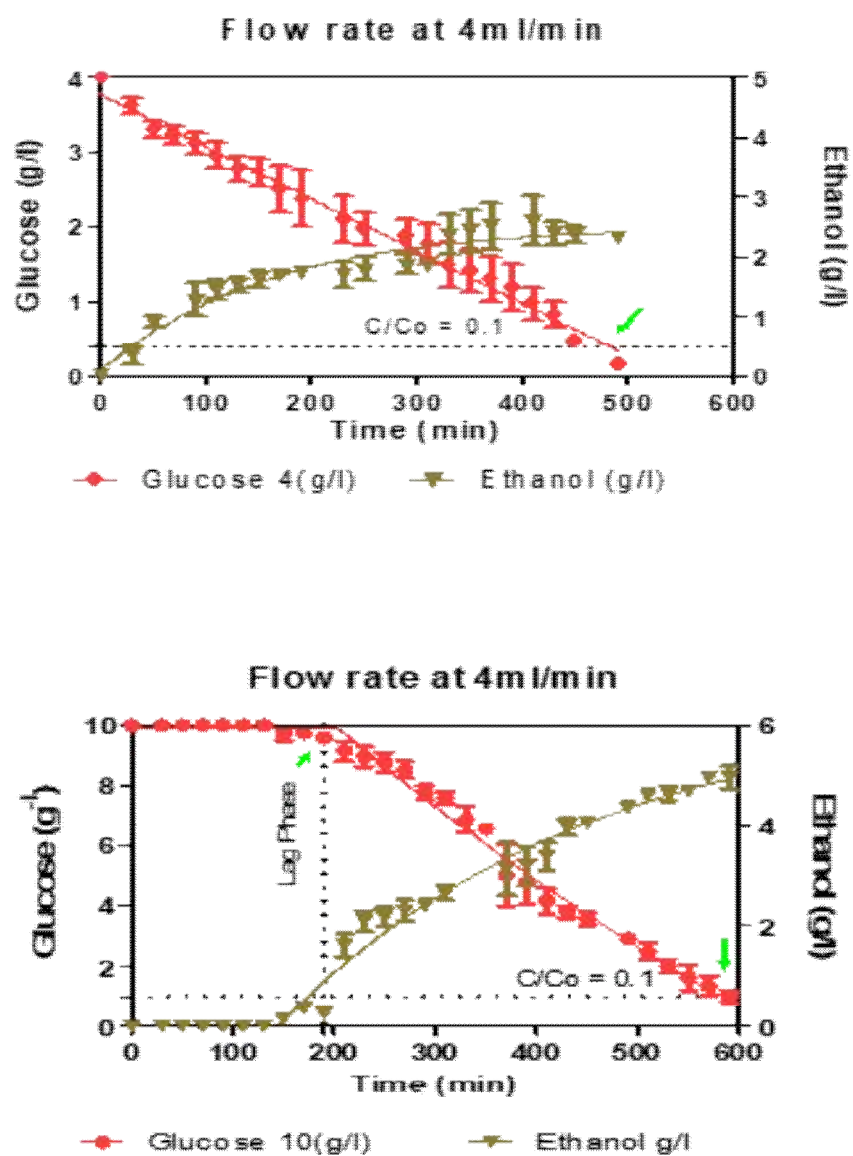 Flow rate at 4ml/min
4
3
2
1
0
Glucose (g/l)
5
4
3
2
1
0
Ethanol (g/l)
C/Co = 0.1
0 100 200 300 400 500 600
Time (min)
Glucose 4(g/l) Ethanol (g/l)
Flow rate at 4ml/min
10
8
6
4
2
0
Glucose (g⁻ˡ)
6
4
2
0
Ethanol (g/l)
Lag Phase
C/Co = 0.1
0 100 200 300 400 500 600
Time (min)
Glucose 10(g/l) Ethanol g/l